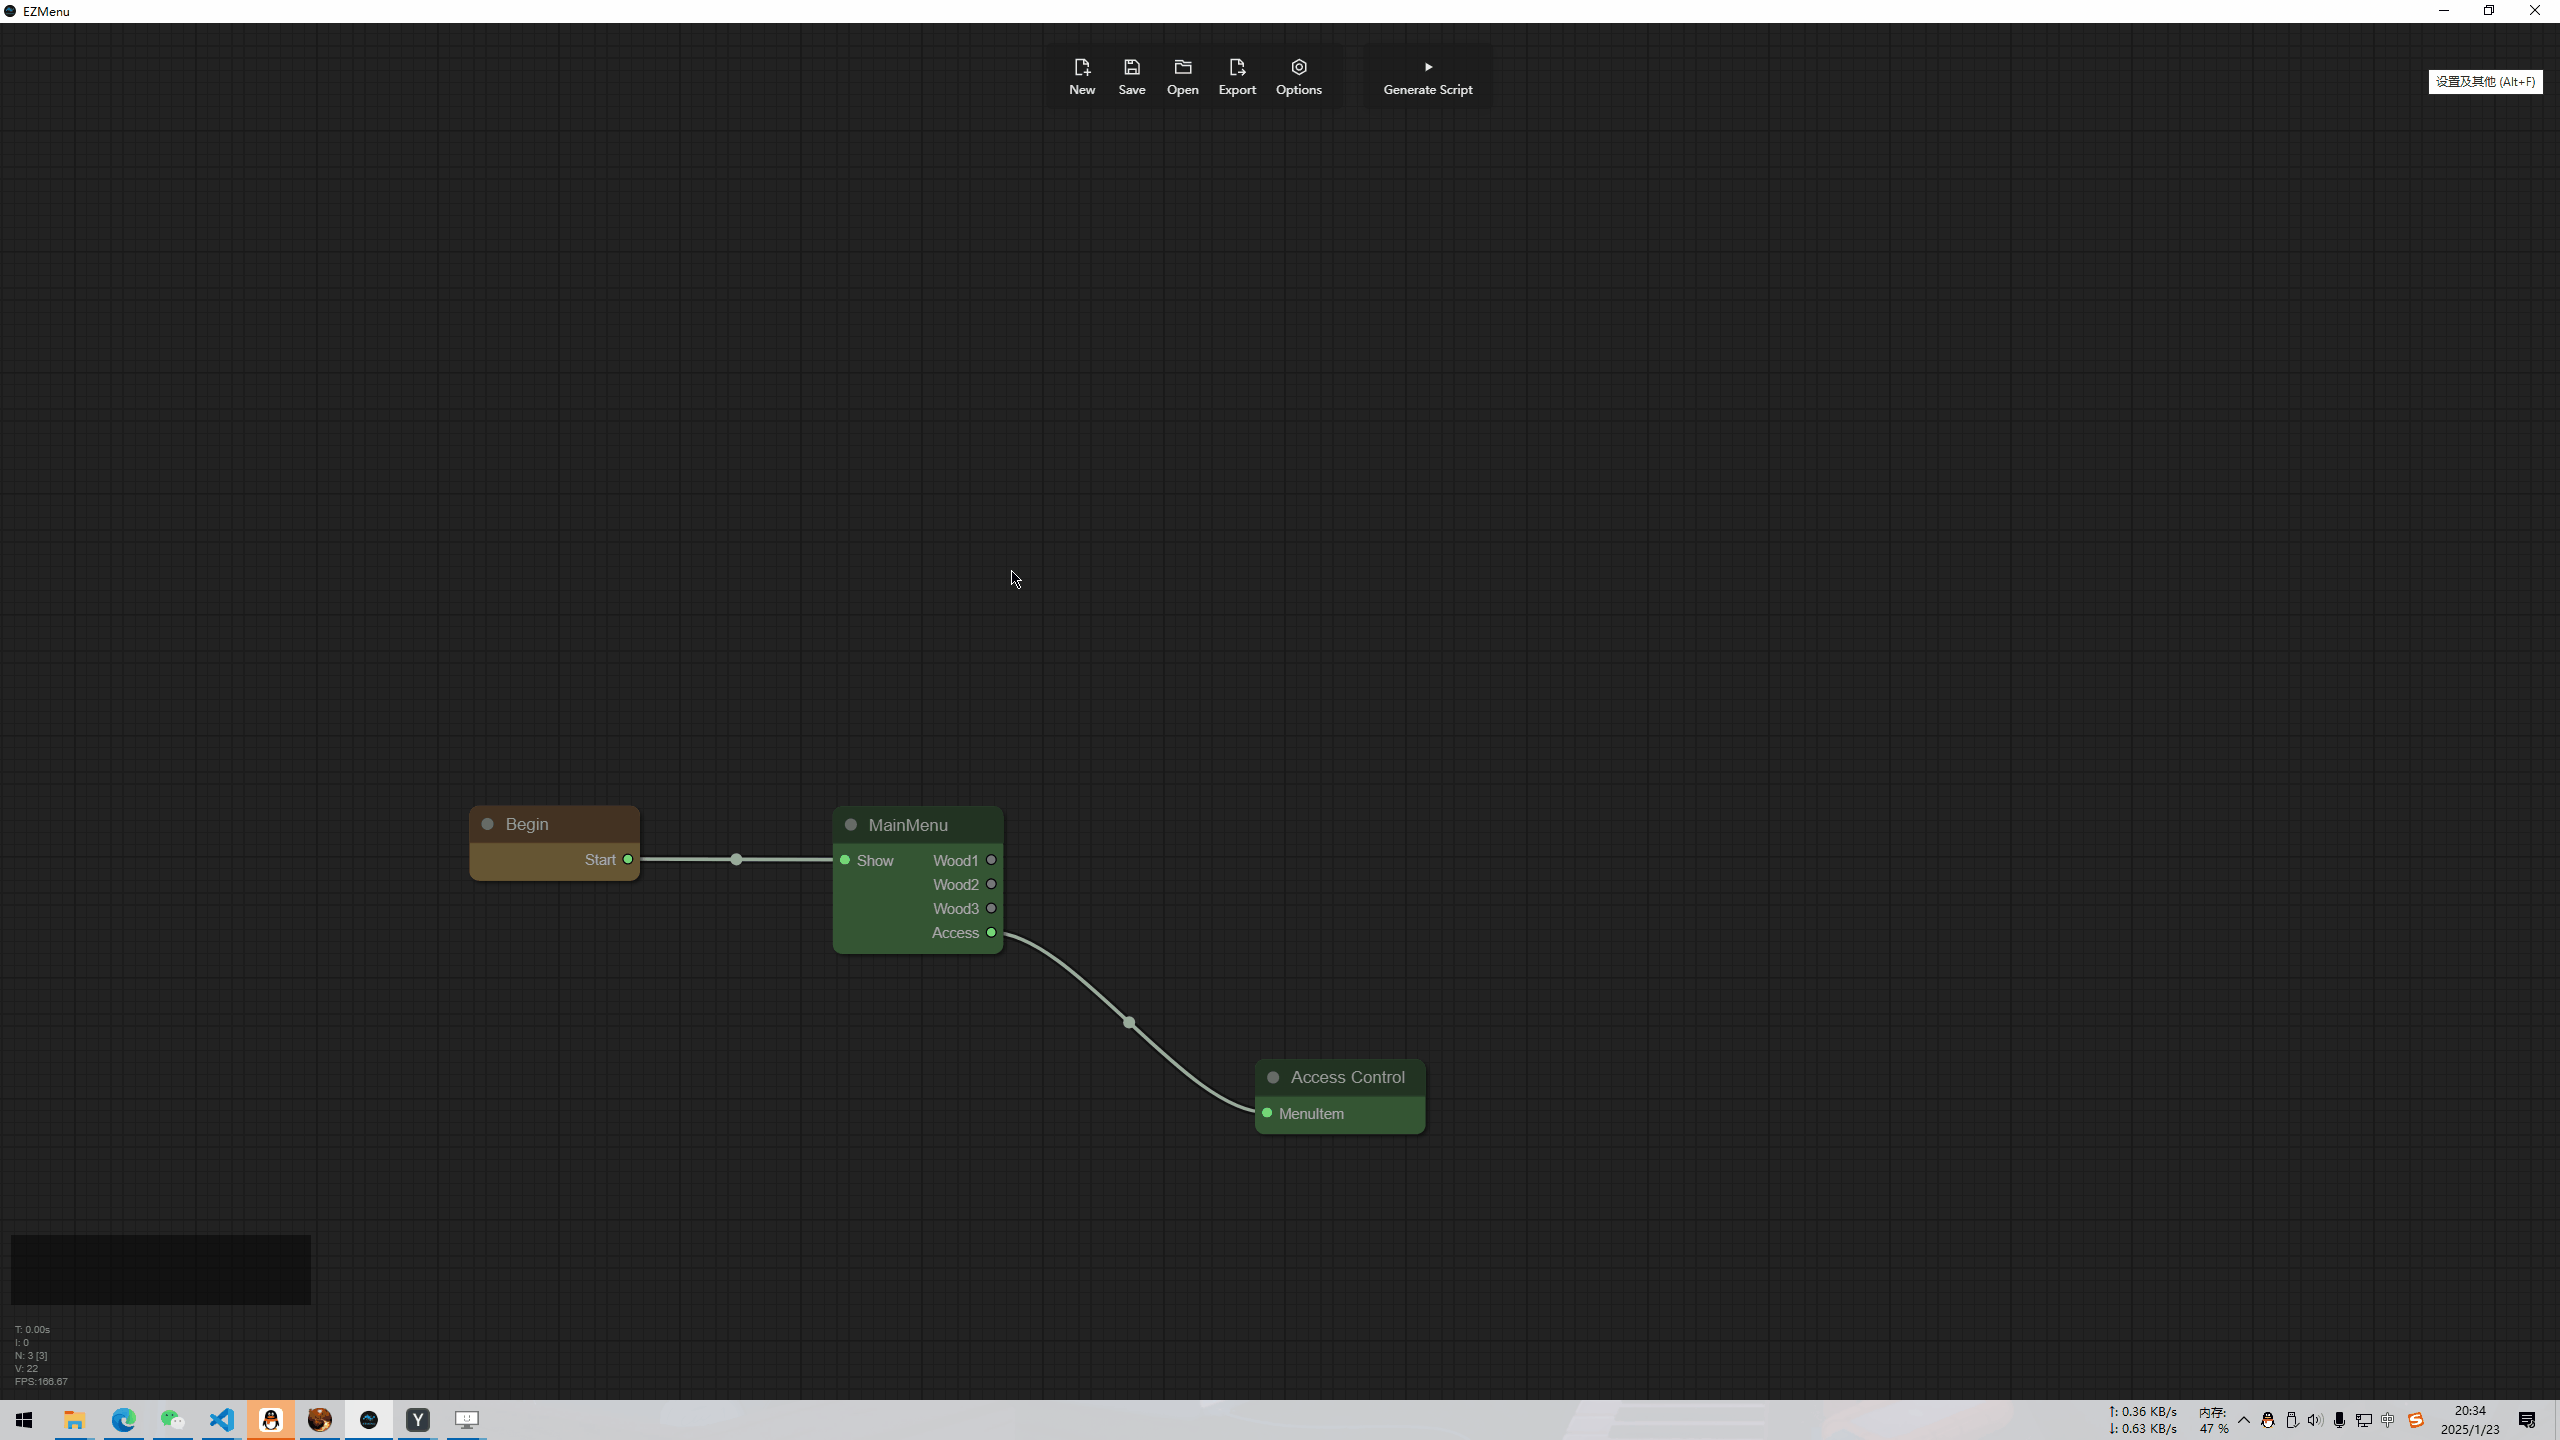 EZMenu
New Save Open Export Options Generate Script
设置及其他 (Alt+F)
Begin
Start
MainMenu
Show Wood1
Wood2
Wood3
Access
Access Control
MenuItem
T: 0.00s
I: 0
N: 3 [3]
V: 22
FPS:166.67
↑: 0.36 KB/s 内存: 20:34
↓: 0.63 KB/s 47 % 中 2025/1/23